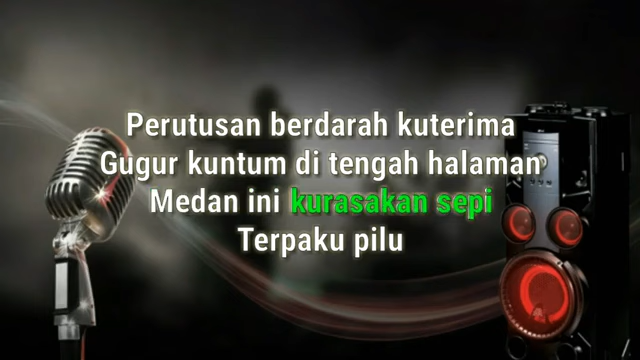 Perutusan berdarah kuterima
Gugur kuntum di tengah halaman
Medan ini kurasakan sepi
Terpaku pilu